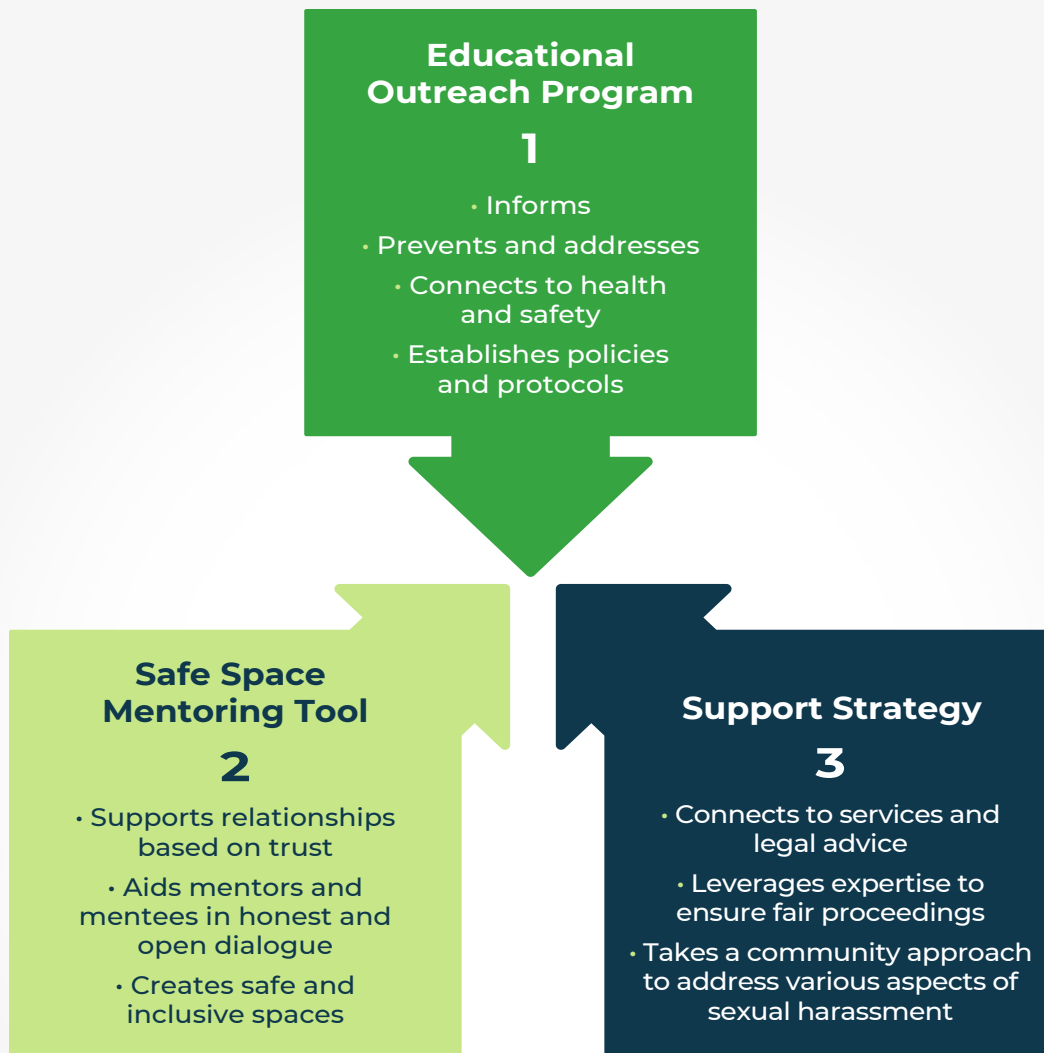 Educational
Outreach Program
1
• Informs
• Prevents and addresses
• Connects to health
and safety
• Establishes policies
and protocols
Safe Space
Mentoring Tool
2
• Supports relationships
based on trust
• Aids mentors and
mentees in honest and
open dialogue
• Creates safe and
inclusive spaces
Support Strategy
3
• Connects to services and
legal advice
• Leverages expertise to
ensure fair proceedings
• Takes a community approach
to address various aspects of
sexual harassment